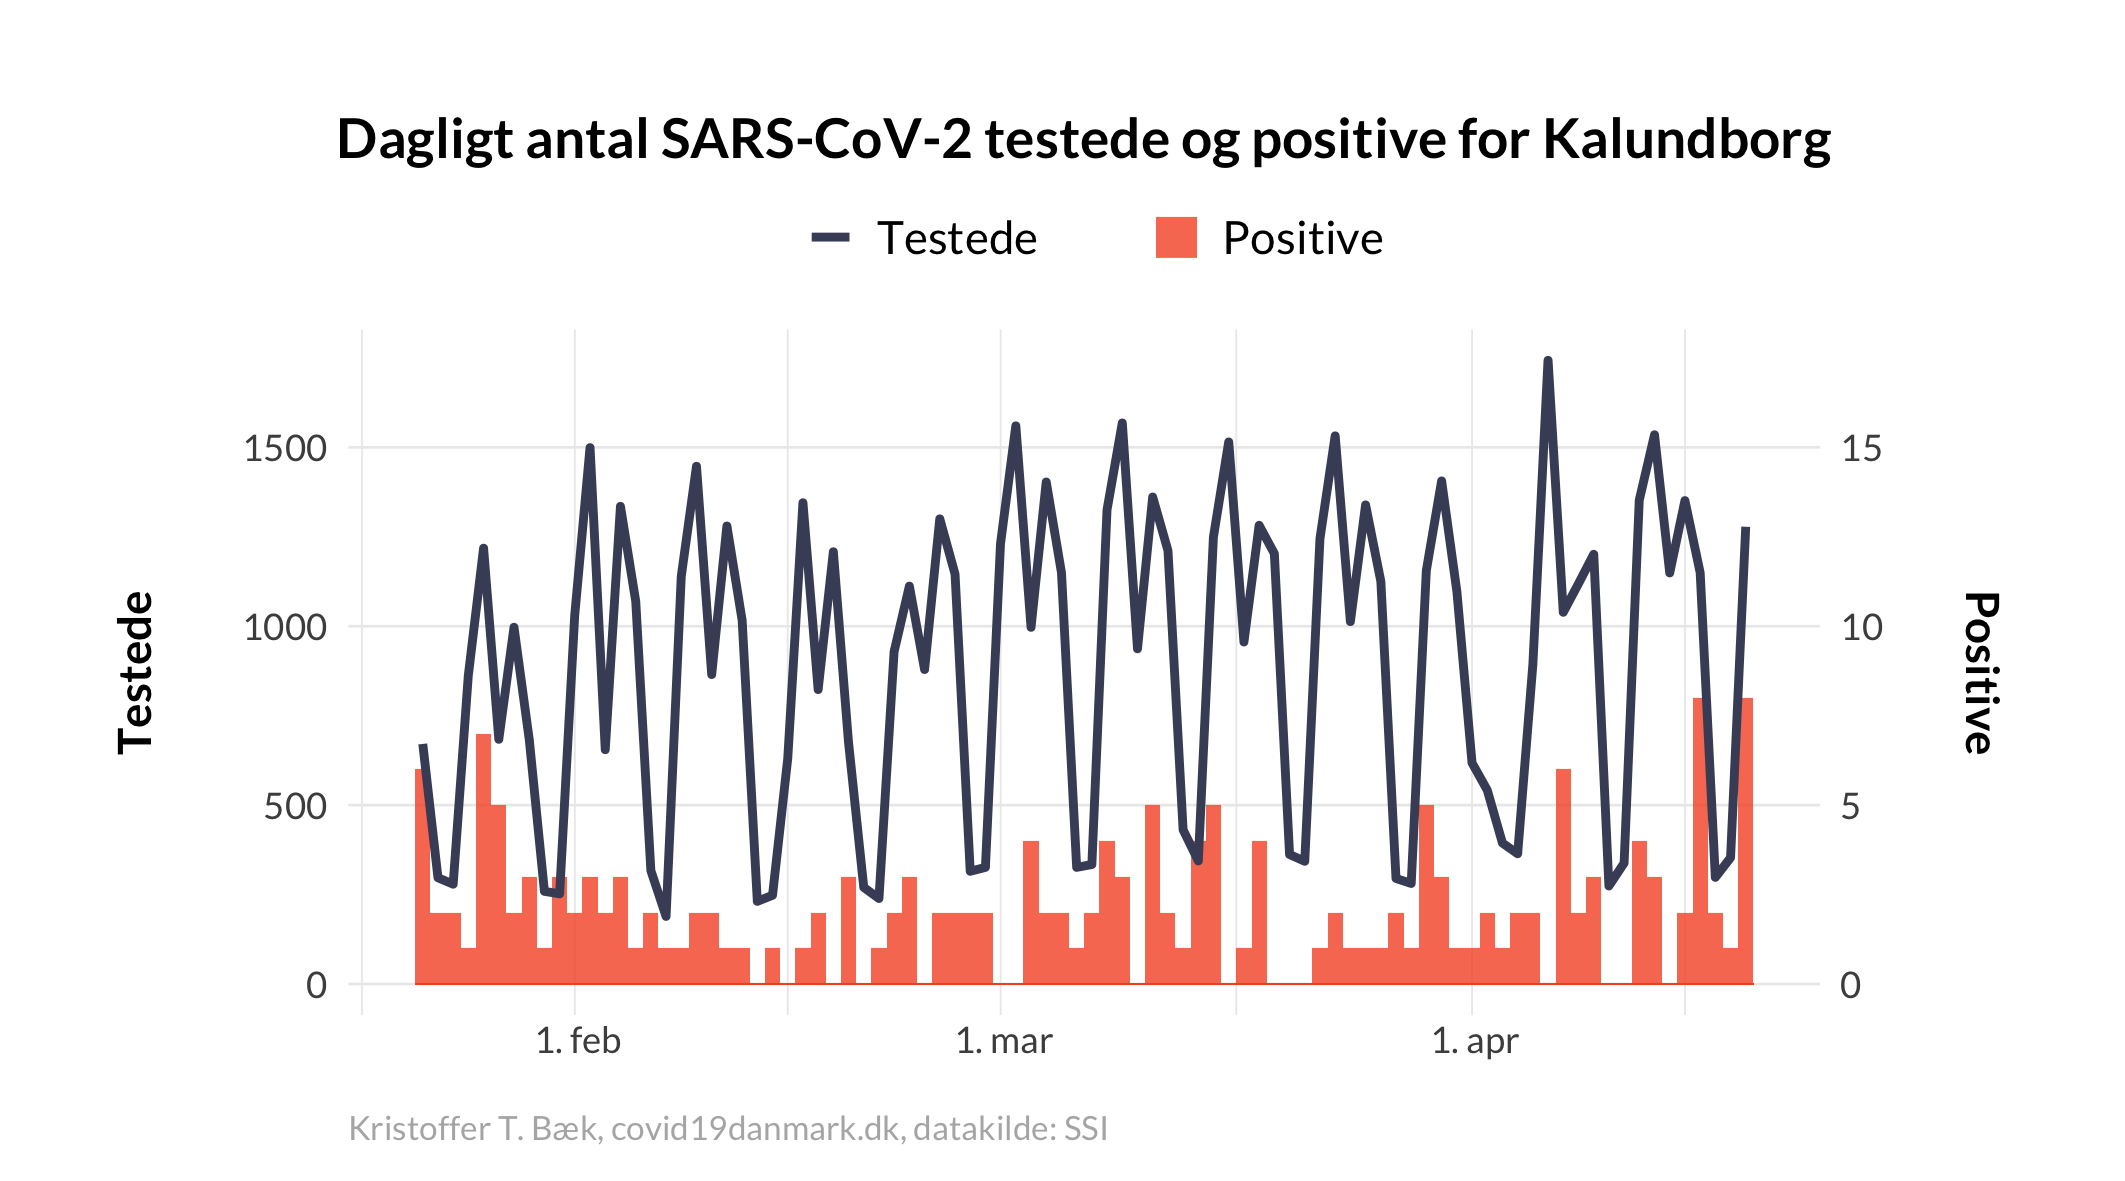 Dagligt antal SARS-CoV-2 testede og positive for Kalundborg
Testede Positive
1500 15
1000 10
Testede Positive
500 5
0 0
1. feb 1. mar 1. apr
Kristoffer T. Bæk, covid19danmark.dk, datakilde: SSI